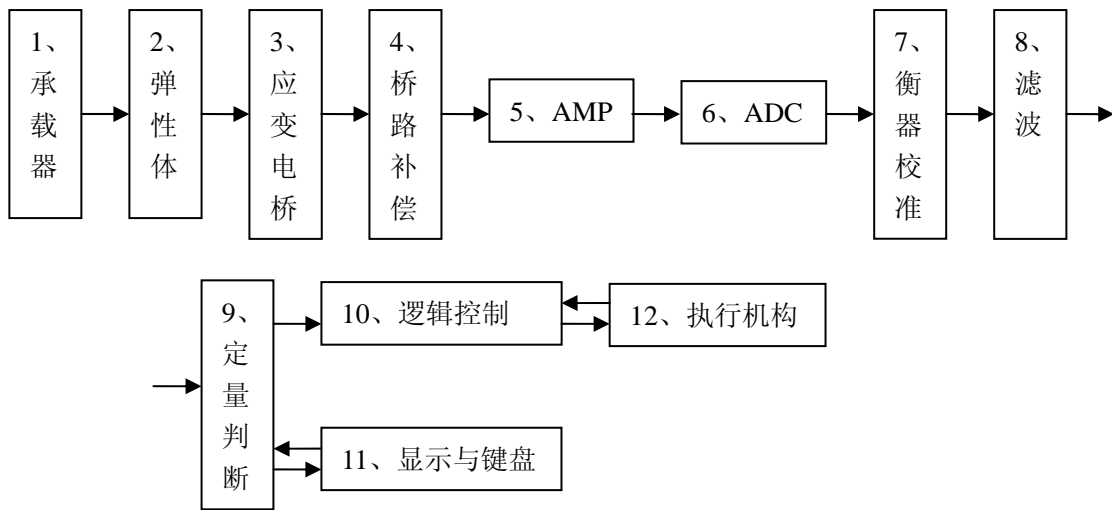 1、承载器
2、弹性体
3、应变电桥
4、桥路补偿
5、AMP
6、ADC
7、衡器校准
8、滤波
9、定量判断
10、逻辑控制
12、执行机构
11、显示与键盘